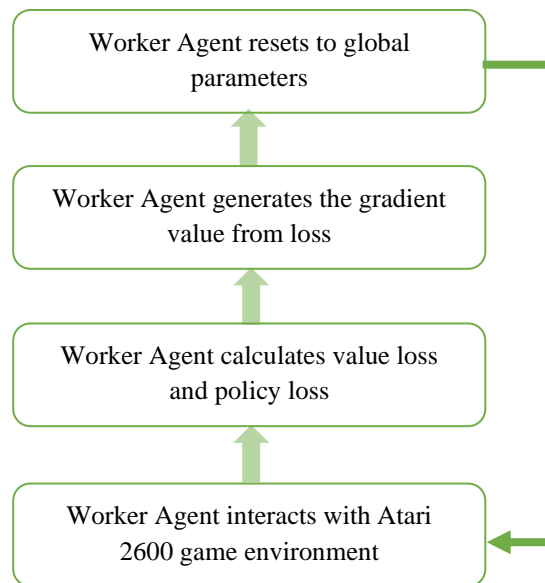 Worker Agent resets to global
parameters
Worker Agent generates the gradient
value from loss
Worker Agent calculates value loss
and policy loss
Worker Agent interacts with Atari
2600 game environment